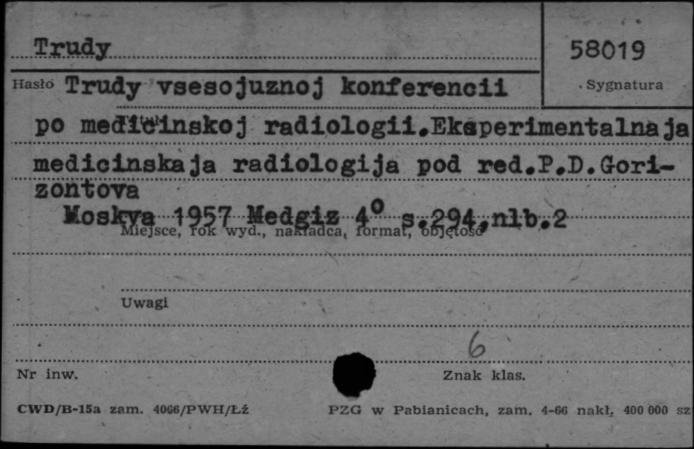 Trudy
58019
Hasło
Sygnatura
Trudy vsesojuznoj konferencii
po medicinskoj radiologii.Eksperimentalnaja
medicinskaja radiologija pod red.P.D.Gori-
zontova
Moskva 1957 Medgiz 4° s.294,nlb.2
Miejsce, rok wyd., nakładca, format, objętość
Uwagi
6
Nr inw.
Znak klas.
CWD/B-15a zam. 4066/PWH/Łź
PZG w Pabianicach, zam. 4-66 nakł. 400 000 sz